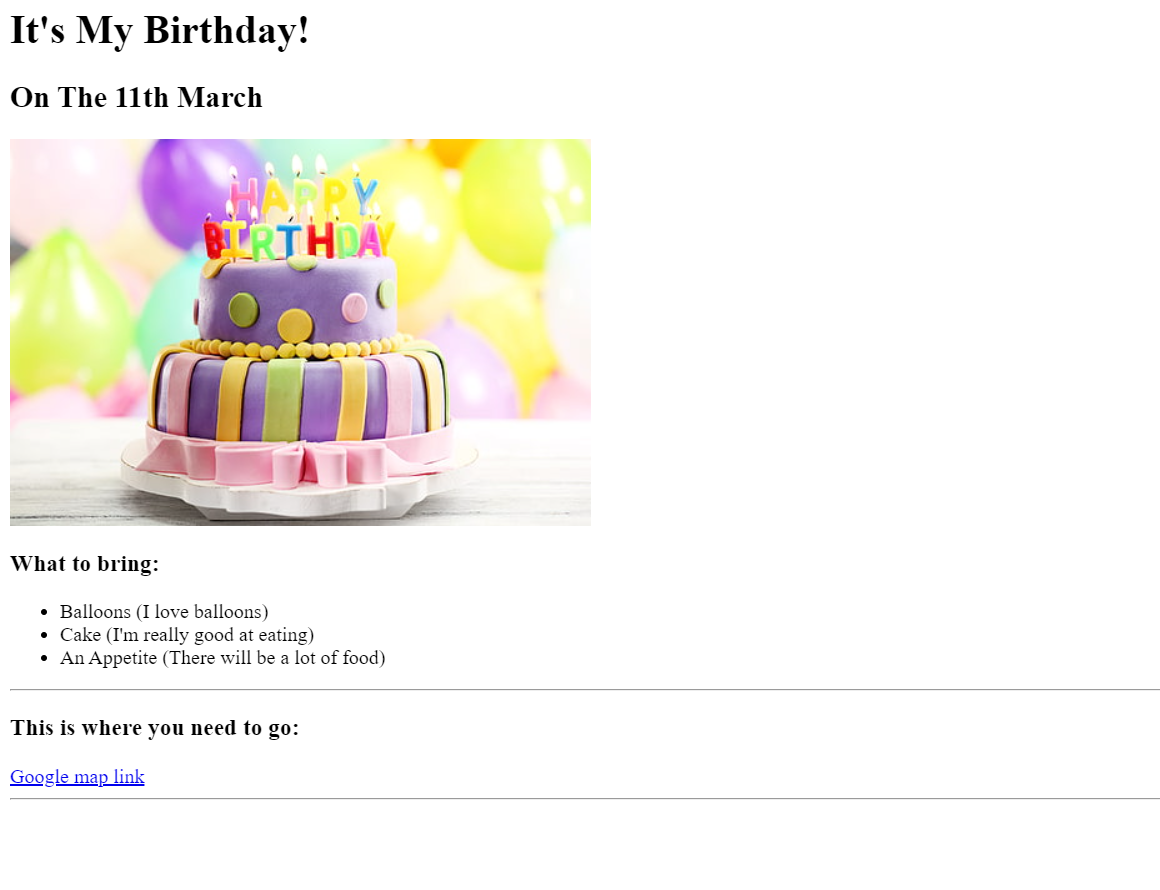 It's My Birthday!
On The 11th March
HAPPY
BIRTHDAY
What to bring:
Balloons (I love balloons)
Cake (I'm really good at eating)
An Appetite (There will be a lot of food)
This is where you need to go:
Google map link